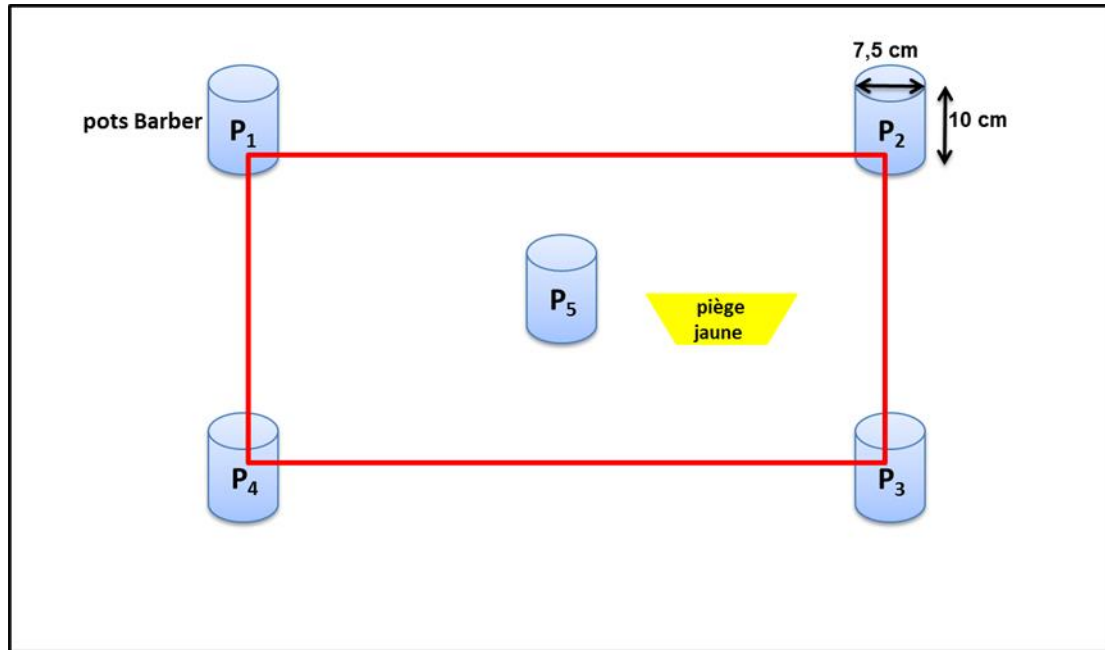 7,5 cm
pots Barber
P₁
P₂
10 cm
P₅
piège
jaune
P₄
P₃